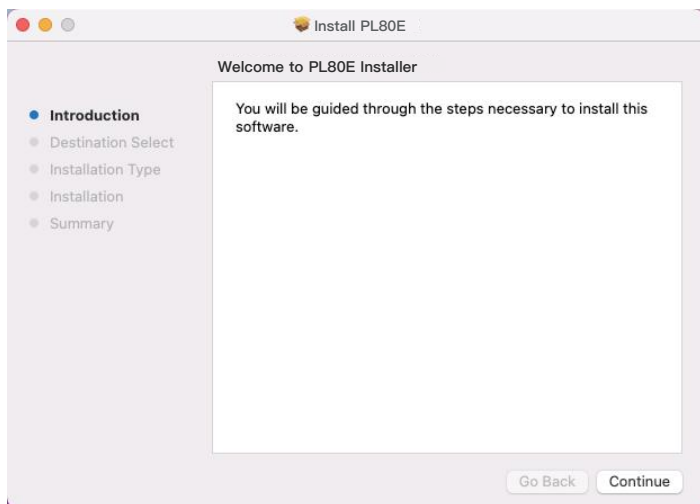 Install PL80E
Welcome to PL80E Installer
Introduction
Destination Select
Installation Type
Installation
Summary
You will be guided through the steps necessary to install this
software.
Go Back
Continue